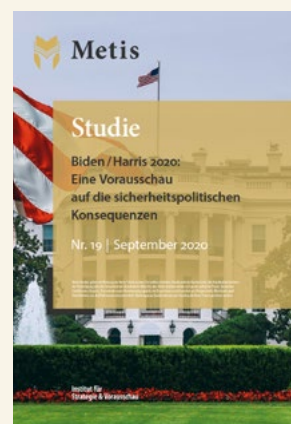 Metis
Studie
Biden / Harris 2020:
Eine Vorausschau
auf die sicherheitspolitischen
Konsequenzen
Nr. 19 | September 2020
Institut für
Strategie & Vorausschau